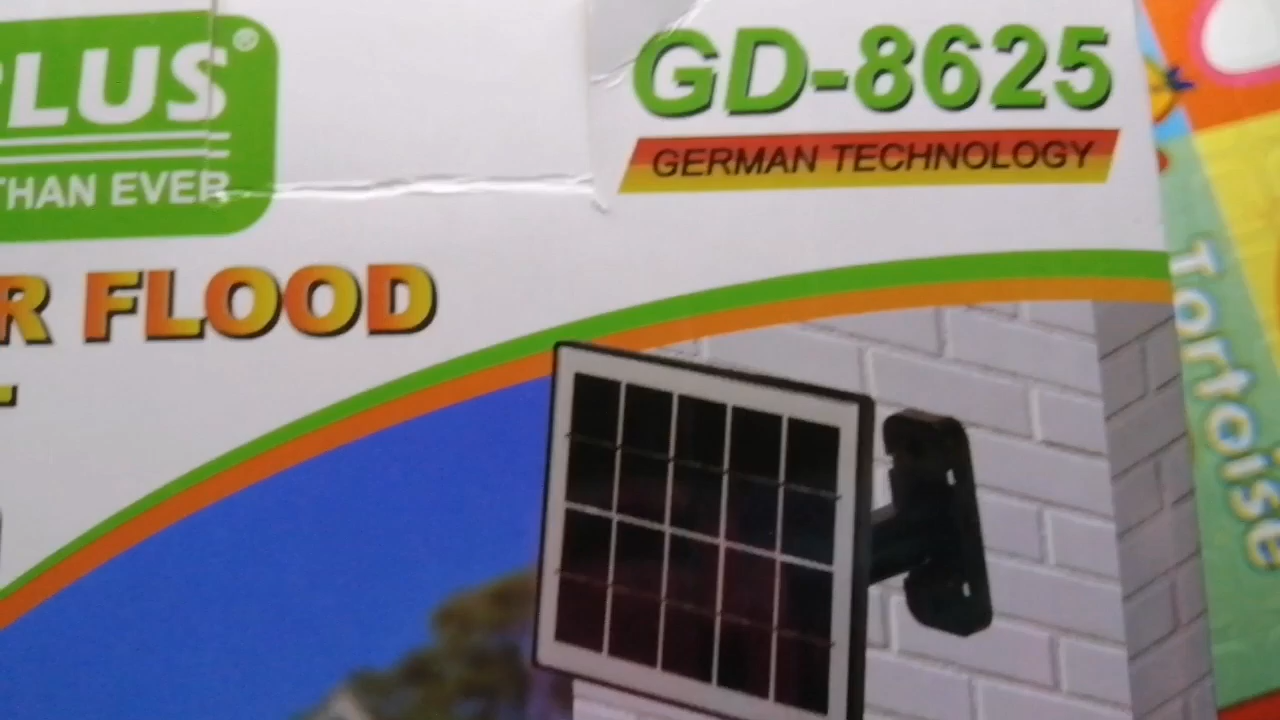 PLUS®
THAN EVER
GD-8625
GERMAN TECHNOLOGY
R FLOOD
Tortoise